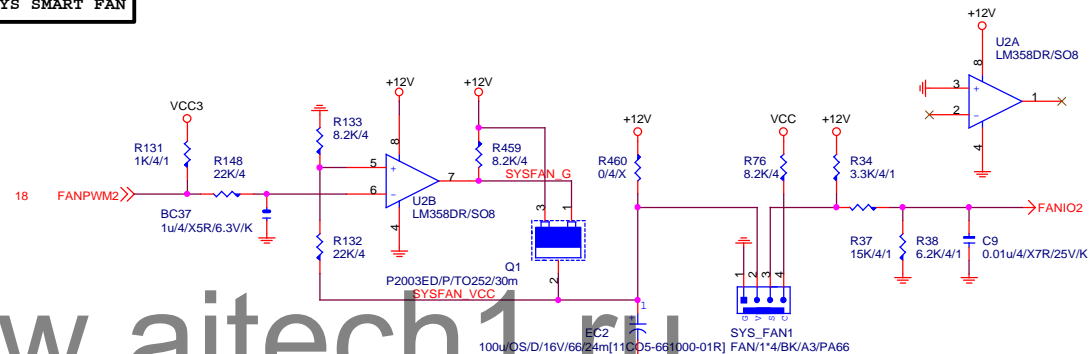 YS SMART FAN
+12V
U2A
LM358DR/SO8
8
3
+
1
2
-
4
+12V
+12V
VCC3
R133
8.2K/4
R131
1K/4/1
R148
22K/4
8
5
+
7
6
-
4
U2B
LM358DR/SO8
R459
8.2K/4
SYSFAN_G
+12V
R460
0/4/X
VCC
+12V
R76
8.2K/4
R34
3.3K/4/1
18
FANPWM2
FANIO2
BC37
1u/4/X5R/6.3V/K
3
1
R132
22K/4
Q1
2
P2003ED/P/TO252/30m
SYSFAN_VCC
R37
15K/4/1
R38
6.2K/4/1
C9
0.01u/4/X7R/25V/K
1
2
3
4
G
V
S
C
1
+
EC2
SYS_FAN1
100u/OS/D/16V/66/24m[11CO5-661000-01R]
FAN/1*4/BK/A3/PA66
w.aitech1.ru